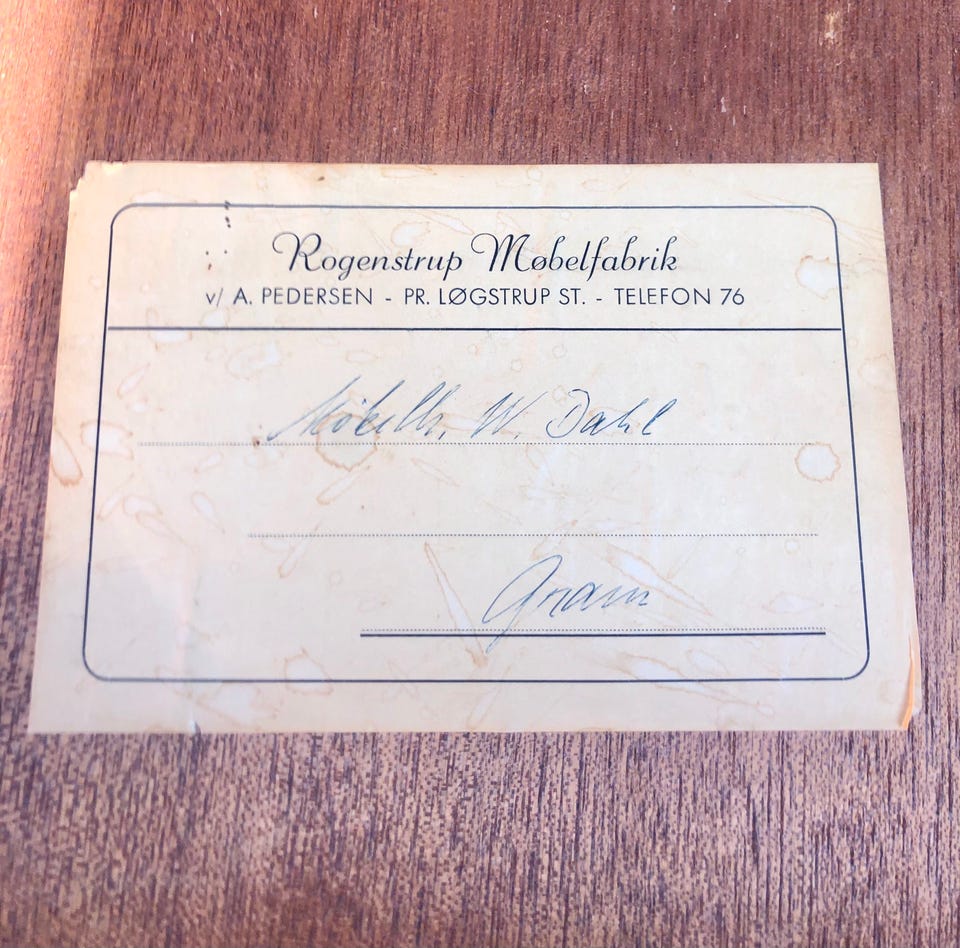 Rogenstrup Møbelfabrik
v/ A. PEDERSEN - PR. LØGSTRUP ST. - TELEFON 76
Møbelh. W. Dahl
Gram